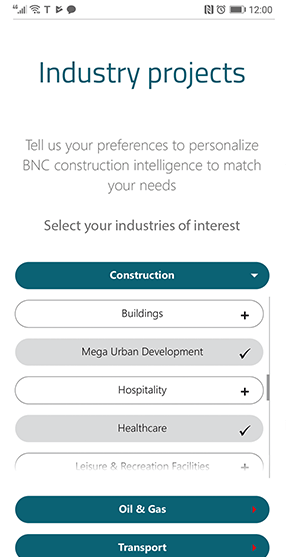 T 12:00
Industry projects
Tell us your preferences to personalize
BNC construction intelligence to match
your needs
Select your industries of interest
Construction
Buildings +
Mega Urban Development ✓
Hospitality +
Healthcare ✓
Leisure & Recreation Facilities +
Oil & Gas
Transport